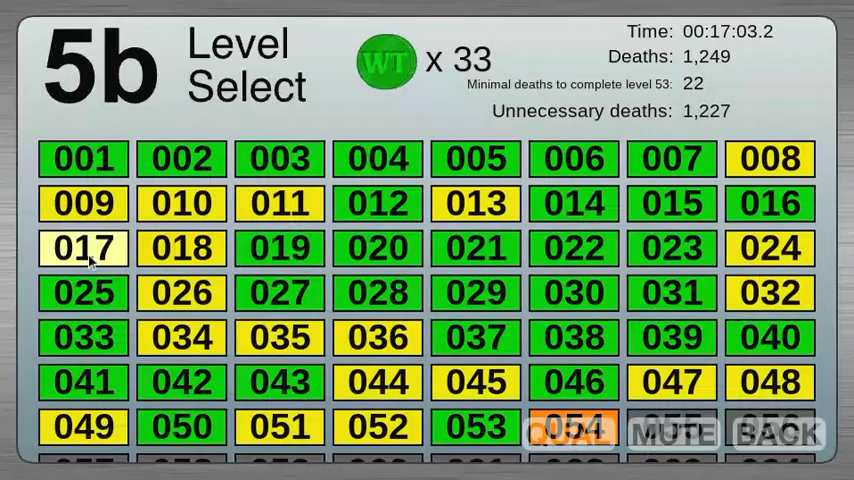 5b Level Select
WT x 33
Time: 00:17:03.2
Deaths: 1,249
Minimal deaths to complete level 53: 22
Unnecessary deaths: 1,227
001 002 003 004 005 006 007 008
009 010 011 012 013 014 015 016
017 018 019 020 021 022 023 024
025 026 027 028 029 030 031 032
033 034 035 036 037 038 039 040
041 042 043 044 045 046 047 048
049 050 051 052 053 054 055 056
QUAL MUTE BACK